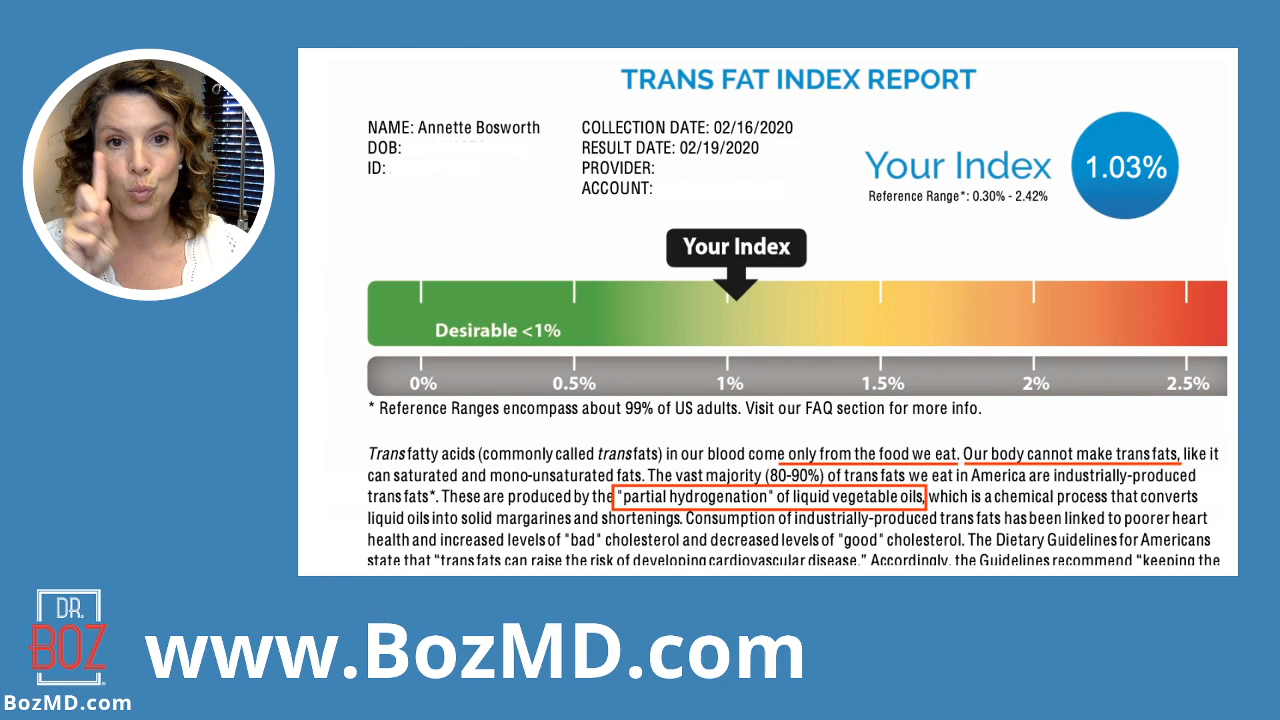 TRANS FAT INDEX REPORT
NAME: Annette Bosworth
DOB:
ID:
COLLECTION DATE: 02/16/2020
RESULT DATE: 02/19/2020
PROVIDER:
ACCOUNT:
Your Index
1.03%
Reference Range*: 0.30% - 2.42%
Your Index
Desirable <1%
0% 0.5% 1% 1.5% 2% 2.5%
* Reference Ranges encompass about 99% of US adults. Visit our FAQ section for more info.
Trans fatty acids (commonly called trans fats) in our blood come only from the food we eat. Our body cannot make trans fats, like it
can saturated and mono-unsaturated fats. The vast majority (80-90%) of trans fats we eat in America are industrially-produced
trans fats*. These are produced by the "partial hydrogenation" of liquid vegetable oils, which is a chemical process that converts
liquid oils into solid margarines and shortenings. Consumption of industrially-produced trans fats has been linked to poorer heart
health and increased levels of "bad" cholesterol and decreased levels of "good" cholesterol. The Dietary Guidelines for Americans
state that "trans fats can raise the risk of developing cardiovascular disease." Accordingly, the Guidelines recommend "keeping the
DR.
BOZ
www.BozMD.com
BozMD.com